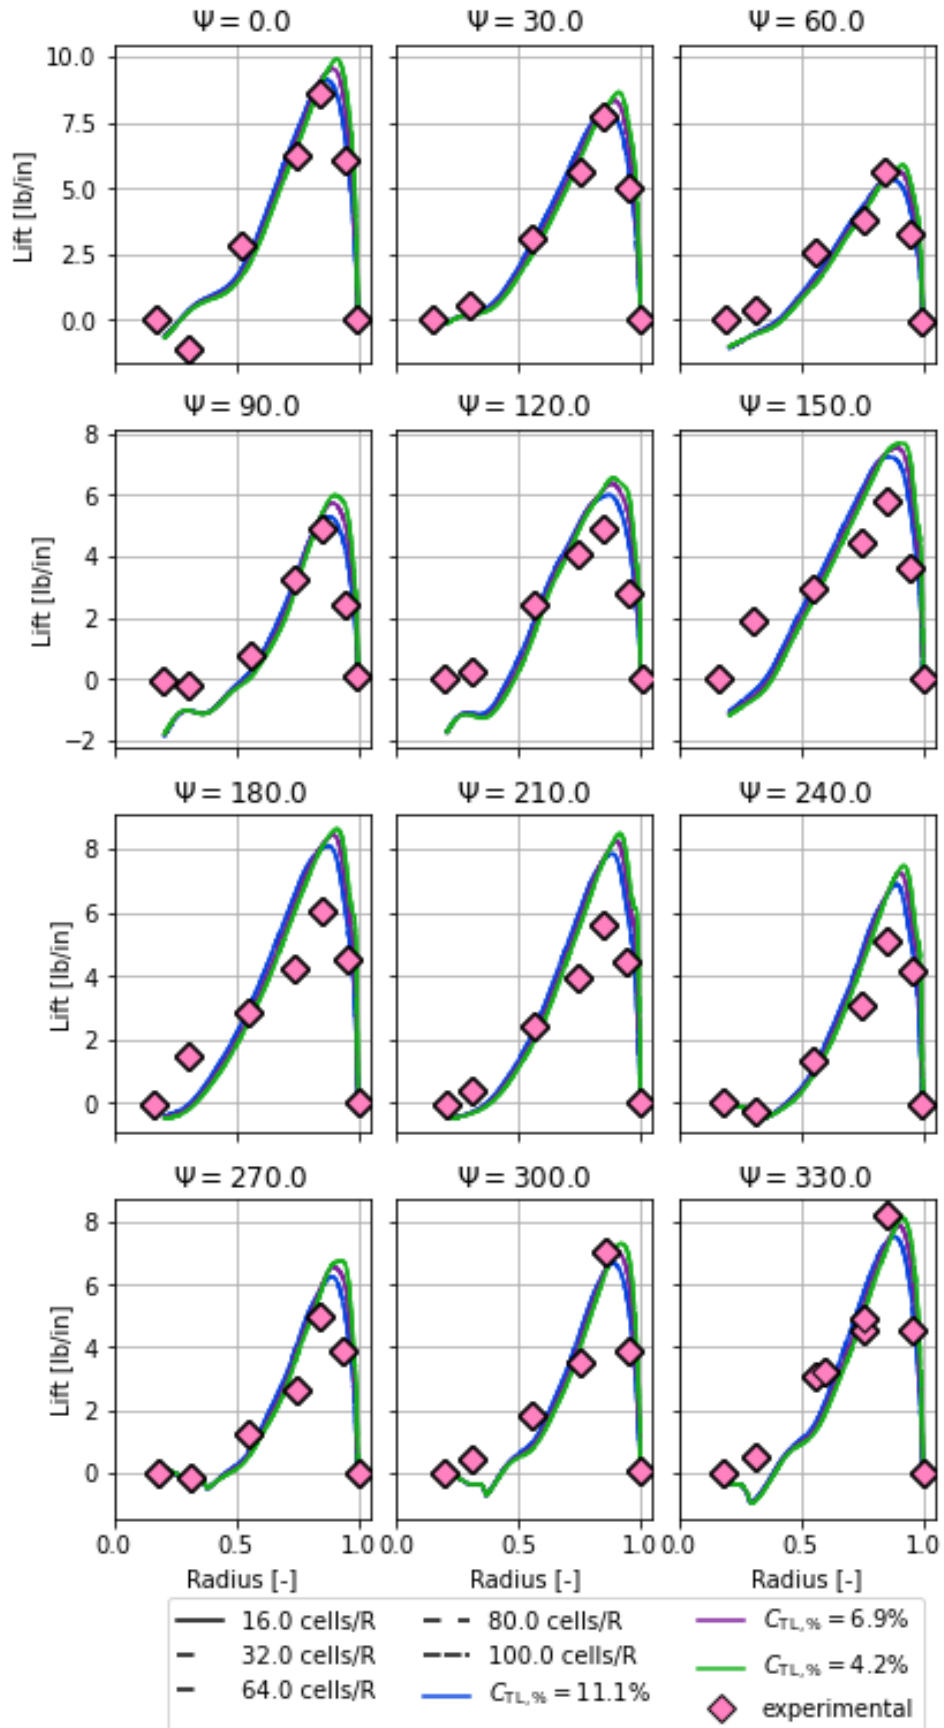 Ψ = 0.0 Ψ = 30.0 Ψ = 60.0
10.0
7.5
5.0
2.5
0.0
Lift [lb/in]
Ψ = 90.0 Ψ = 120.0 Ψ = 150.0
8
6
4
2
0
−2
Lift [lb/in]
Ψ = 180.0 Ψ = 210.0 Ψ = 240.0
8
6
4
2
0
Lift [lb/in]
Ψ = 270.0 Ψ = 300.0 Ψ = 330.0
8
6
4
2
0
Lift [lb/in]
0.0 0.5 1.0 0.0 0.5 1.0 0.0 0.5 1.0
Radius [-] Radius [-] Radius [-]
16.0 cells/R 80.0 cells/R C_TL,% = 6.9%
32.0 cells/R 100.0 cells/R C_TL,% = 4.2%
64.0 cells/R C_TL,% = 11.1% experimental